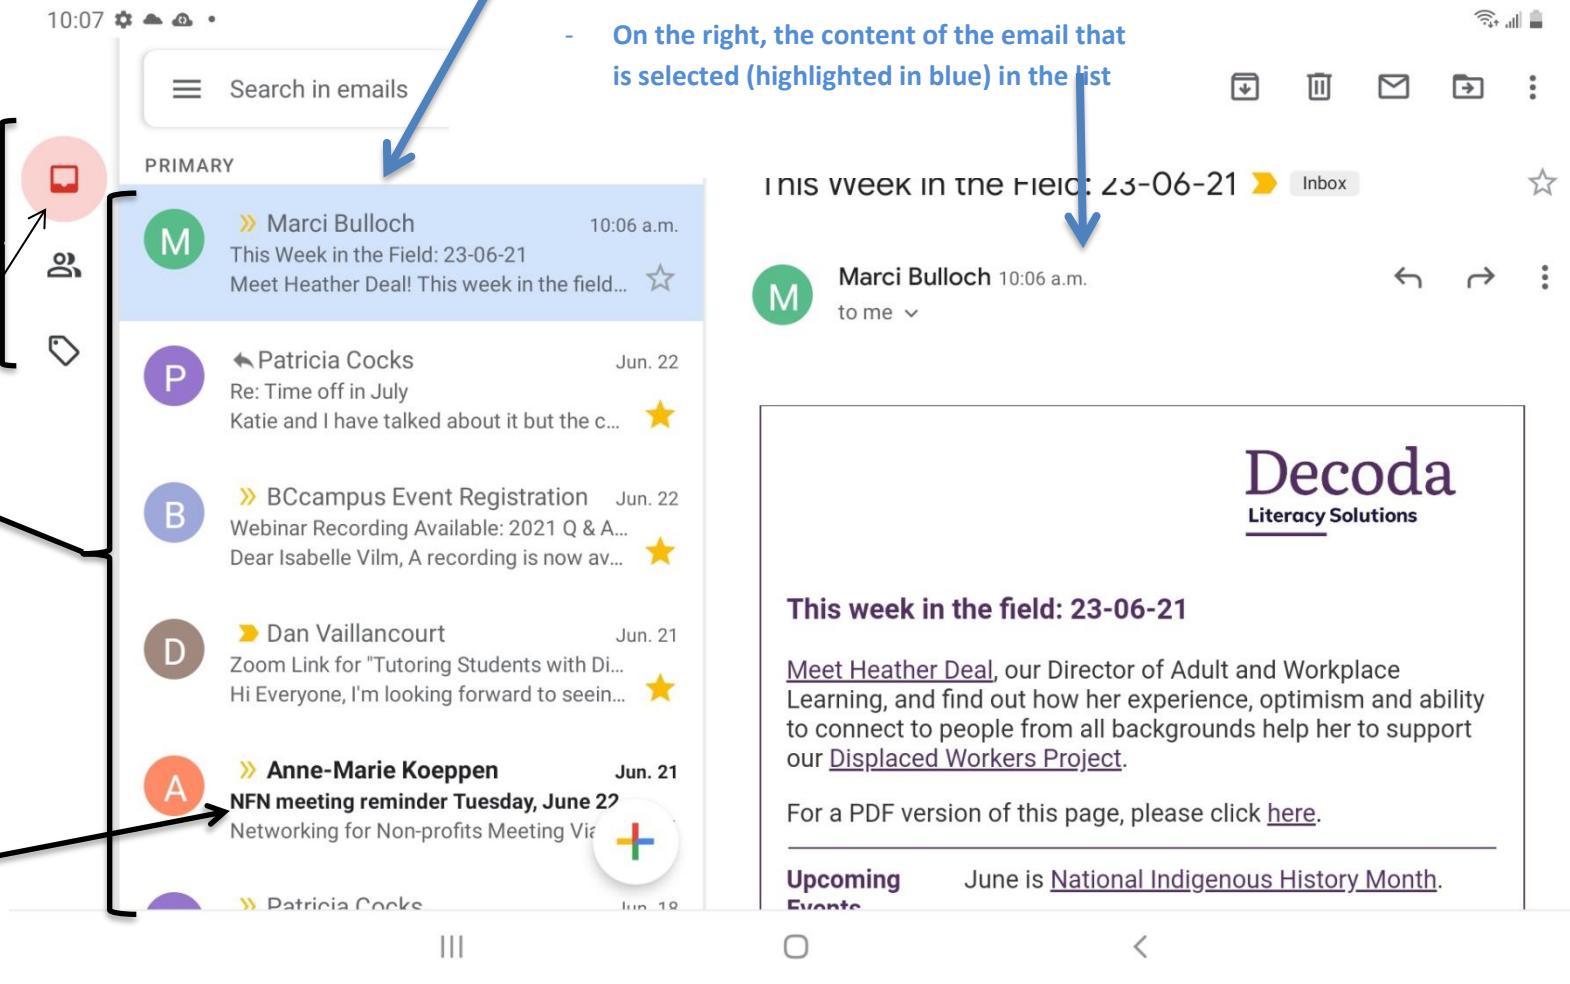 10:07
- On the right, the content of the email that
is selected (highlighted in blue) in the list
Search in emails
PRIMARY
M
Marci Bulloch 10:06 a.m.
This Week in the Field: 23-06-21
Meet Heather Deal! This week in the field...
P
Patricia Cocks Jun. 22
Re: Time off in July
Katie and I have talked about it but the c...
B
BCcampus Event Registration Jun. 22
Webinar Recording Available: 2021 Q & A...
Dear Isabelle Vilm, A recording is now av...
D
Dan Vaillancourt Jun. 21
Zoom Link for "Tutoring Students with Di...
Hi Everyone, I'm looking forward to seein...
A
Anne-Marie Koeppen Jun. 21
NFN meeting reminder Tuesday, June 22
Networking for Non-profits Meeting Via
Patricia Cocks Jun. 18
This Week in the Field: 23-06-21 Inbox
M
Marci Bulloch 10:06 a.m.
to me
Decoda
Literacy Solutions
This week in the field: 23-06-21
Meet Heather Deal, our Director of Adult and Workplace
Learning, and find out how her experience, optimism and ability
to connect to people from all backgrounds help her to support
our Displaced Workers Project.
For a PDF version of this page, please click here.
Upcoming June is National Indigenous History Month.
Events